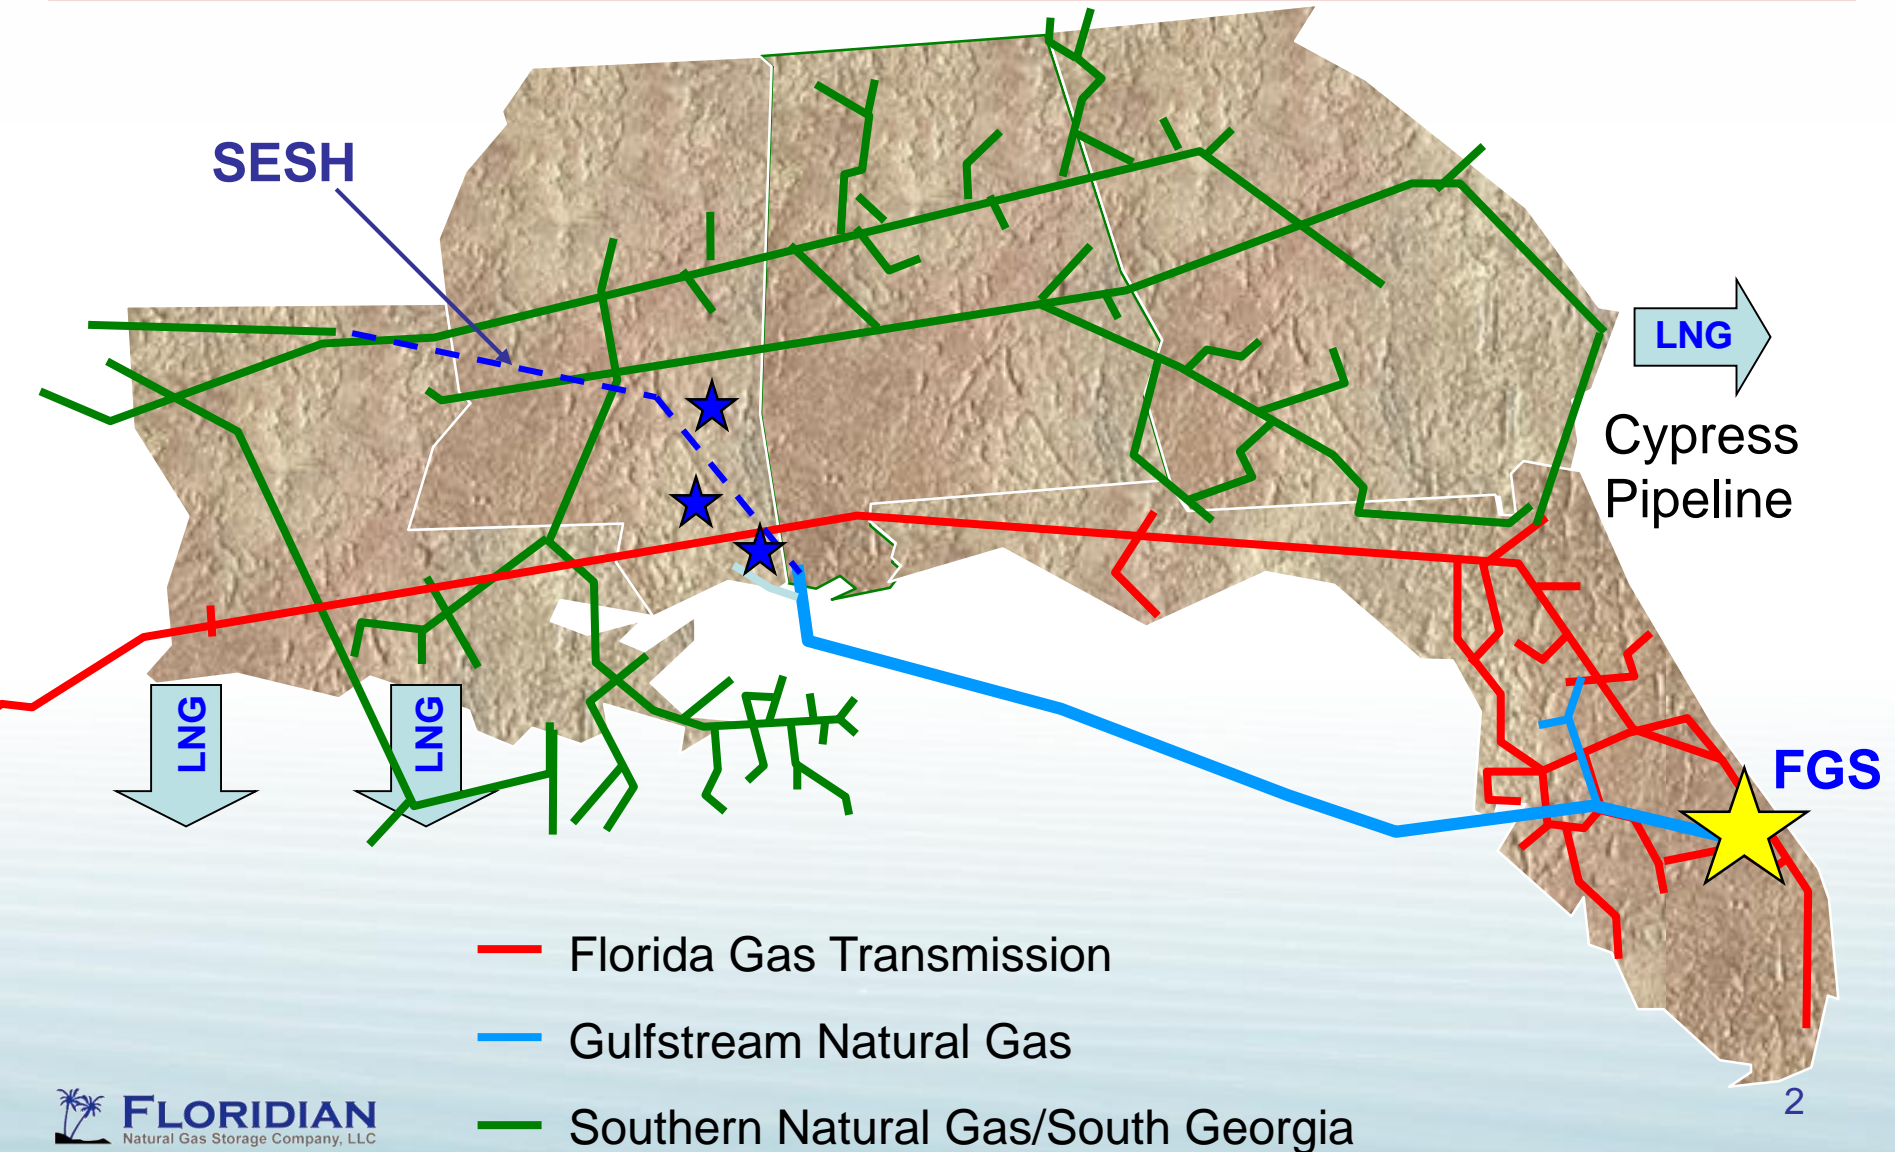 SESH
LNG
Cypress
Pipeline
LNG
LNG
FGS
Florida Gas Transmission
Gulfstream Natural Gas
Southern Natural Gas/South Georgia
FLORIDIAN
Natural Gas Storage Company, LLC
2